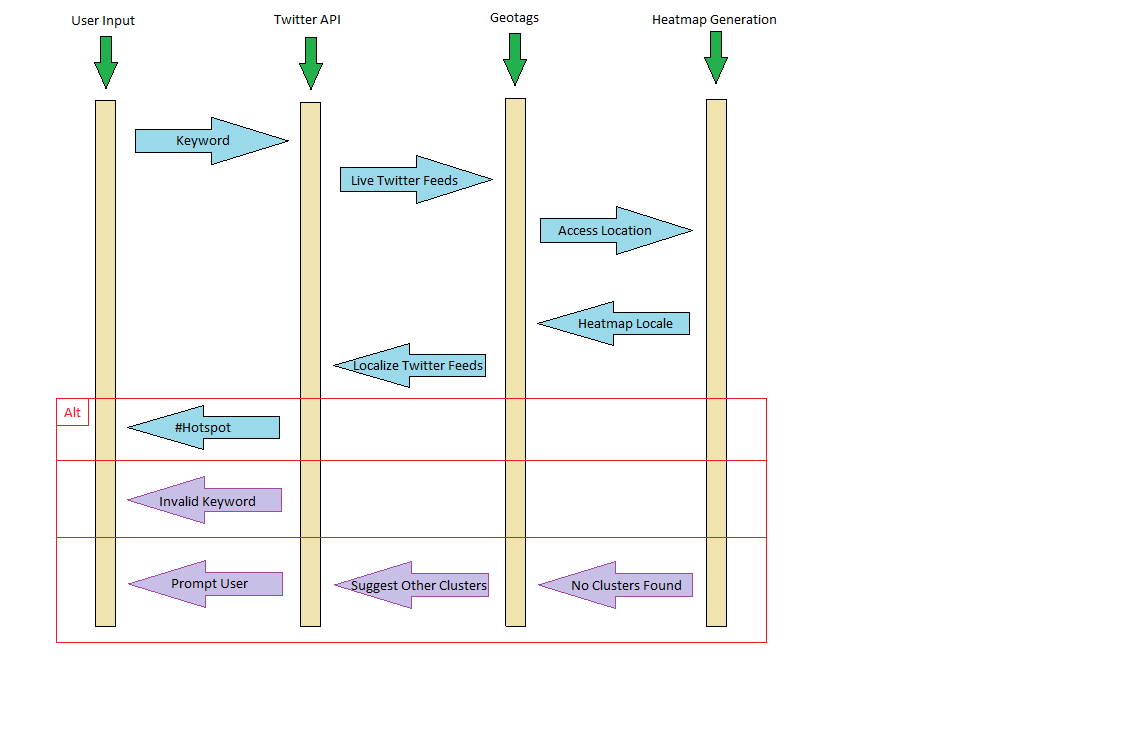 User Input
Twitter API
Geotags
Heatmap Generation
Keyword
Live Twitter Feeds
Access Location
Heatmap Locale
Localize Twitter Feeds
Alt
#Hotspot
Invalid Keyword
Prompt User
Suggest Other Clusters
No Clusters Found